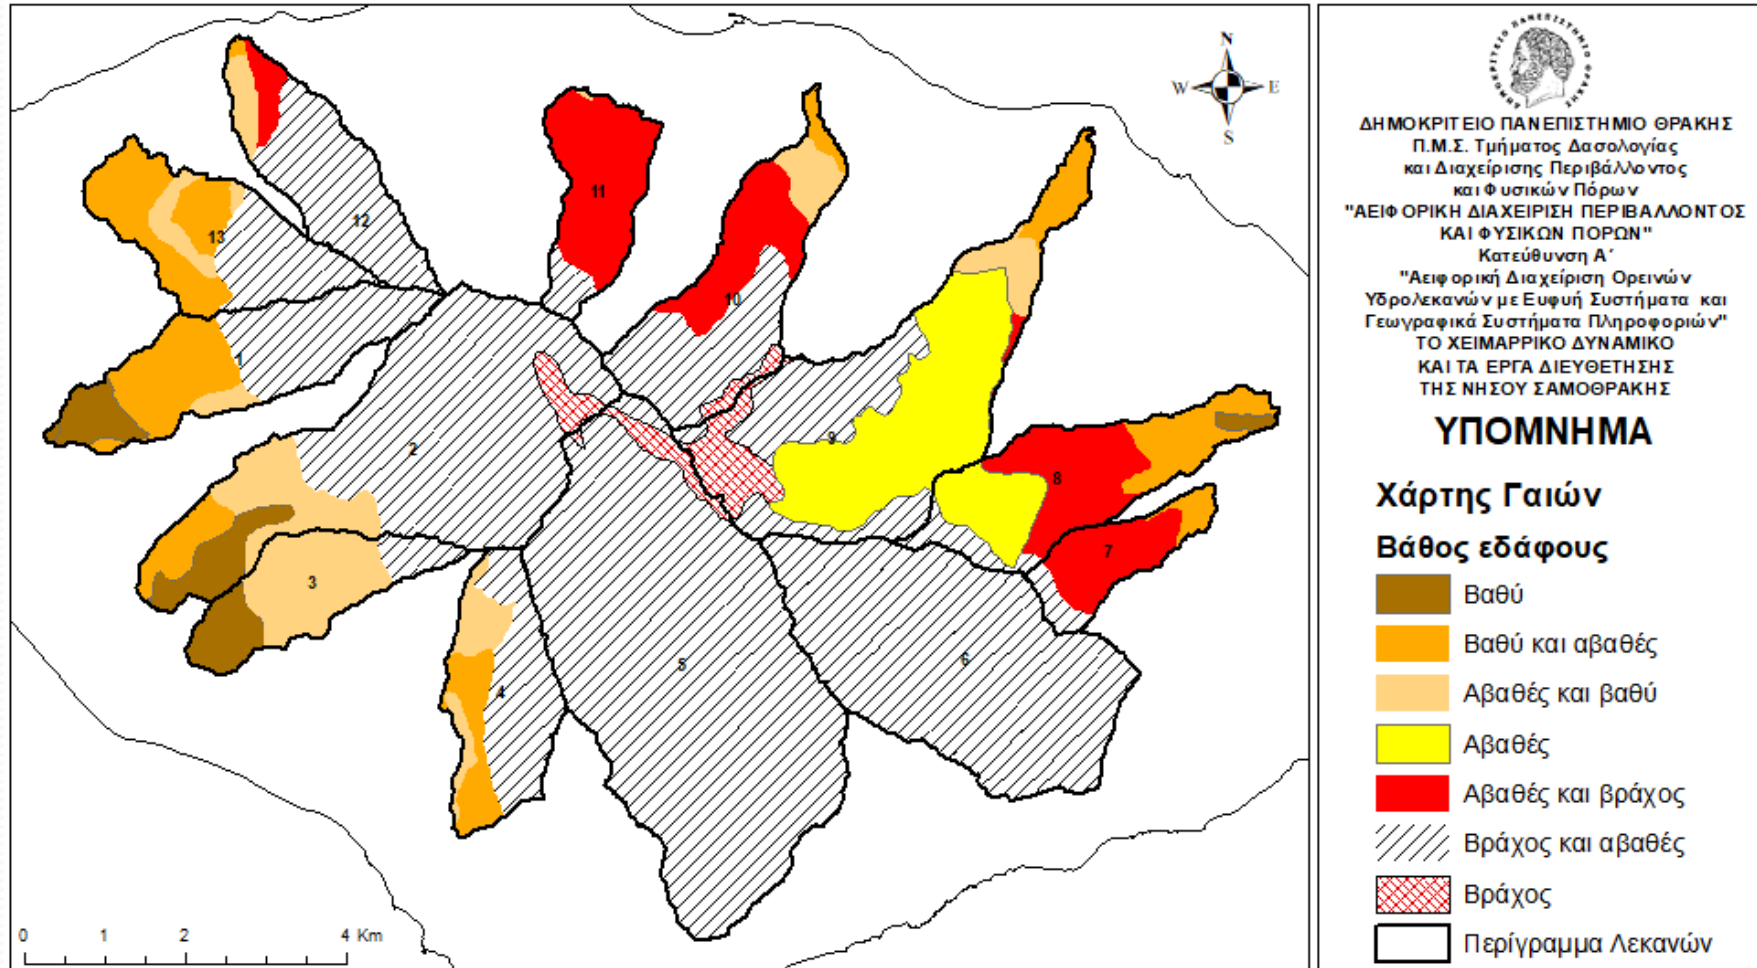 N
W E
S
12
11
13
10
1
9
2
8
7
3
6
5
4
0 1 2 4 Km
ΔΗΜΟΚΡΙΤΕΙΟ ΠΑΝΕΠΙΣΤΗΜΙΟ ΘΡΑΚΗΣ
ΔΗΜΟΚΡΙΤΕΙΟ ΠΑΝΕΠΙΣΤΗΜΙΟ ΘΡΑΚΗΣ
Π.Μ.Σ. Τμήματος Δασολογίας
και Διαχείρισης Περιβάλλοντος
και Φυσικών Πόρων
"ΑΕΙΦΟΡΙΚΗ ΔΙΑΧΕΙΡΙΣΗ ΠΕΡΙΒΑΛΛΟΝΤΟΣ
ΚΑΙ ΦΥΣΙΚΩΝ ΠΟΡΩΝ"
Κατεύθυνση Α΄
"Αειφορική Διαχείριση Ορεινών
Υδρολεκανών με Ευφυή Συστήματα και
Γεωγραφικά Συστήματα Πληροφοριών"
ΤΟ ΧΕΙΜΑΡΡΙΚΟ ΔΥΝΑΜΙΚΟ
ΚΑΙ ΤΑ ΕΡΓΑ ΔΙΕΥΘΕΤΗΣΗΣ
ΤΗΣ ΝΗΣΟΥ ΣΑΜΟΘΡΑΚΗΣ
ΥΠΟΜΝΗΜΑ
Χάρτης Γαιών
Βάθος εδάφους
Βαθύ
Βαθύ και αβαθές
Αβαθές και βαθύ
Αβαθές
Αβαθές και βράχος
Βράχος και αβαθές
Βράχος
Περίγραμμα Λεκανών